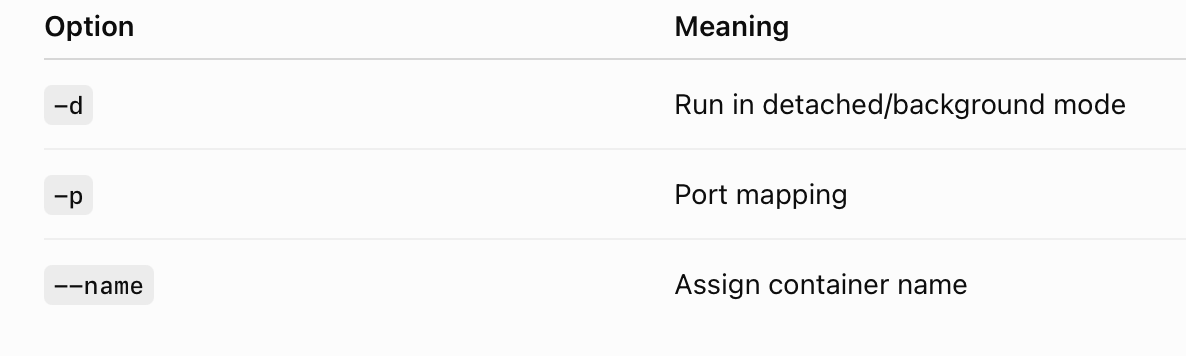 Option Meaning
-d Run in detached/background mode
-p Port mapping
--name Assign container name